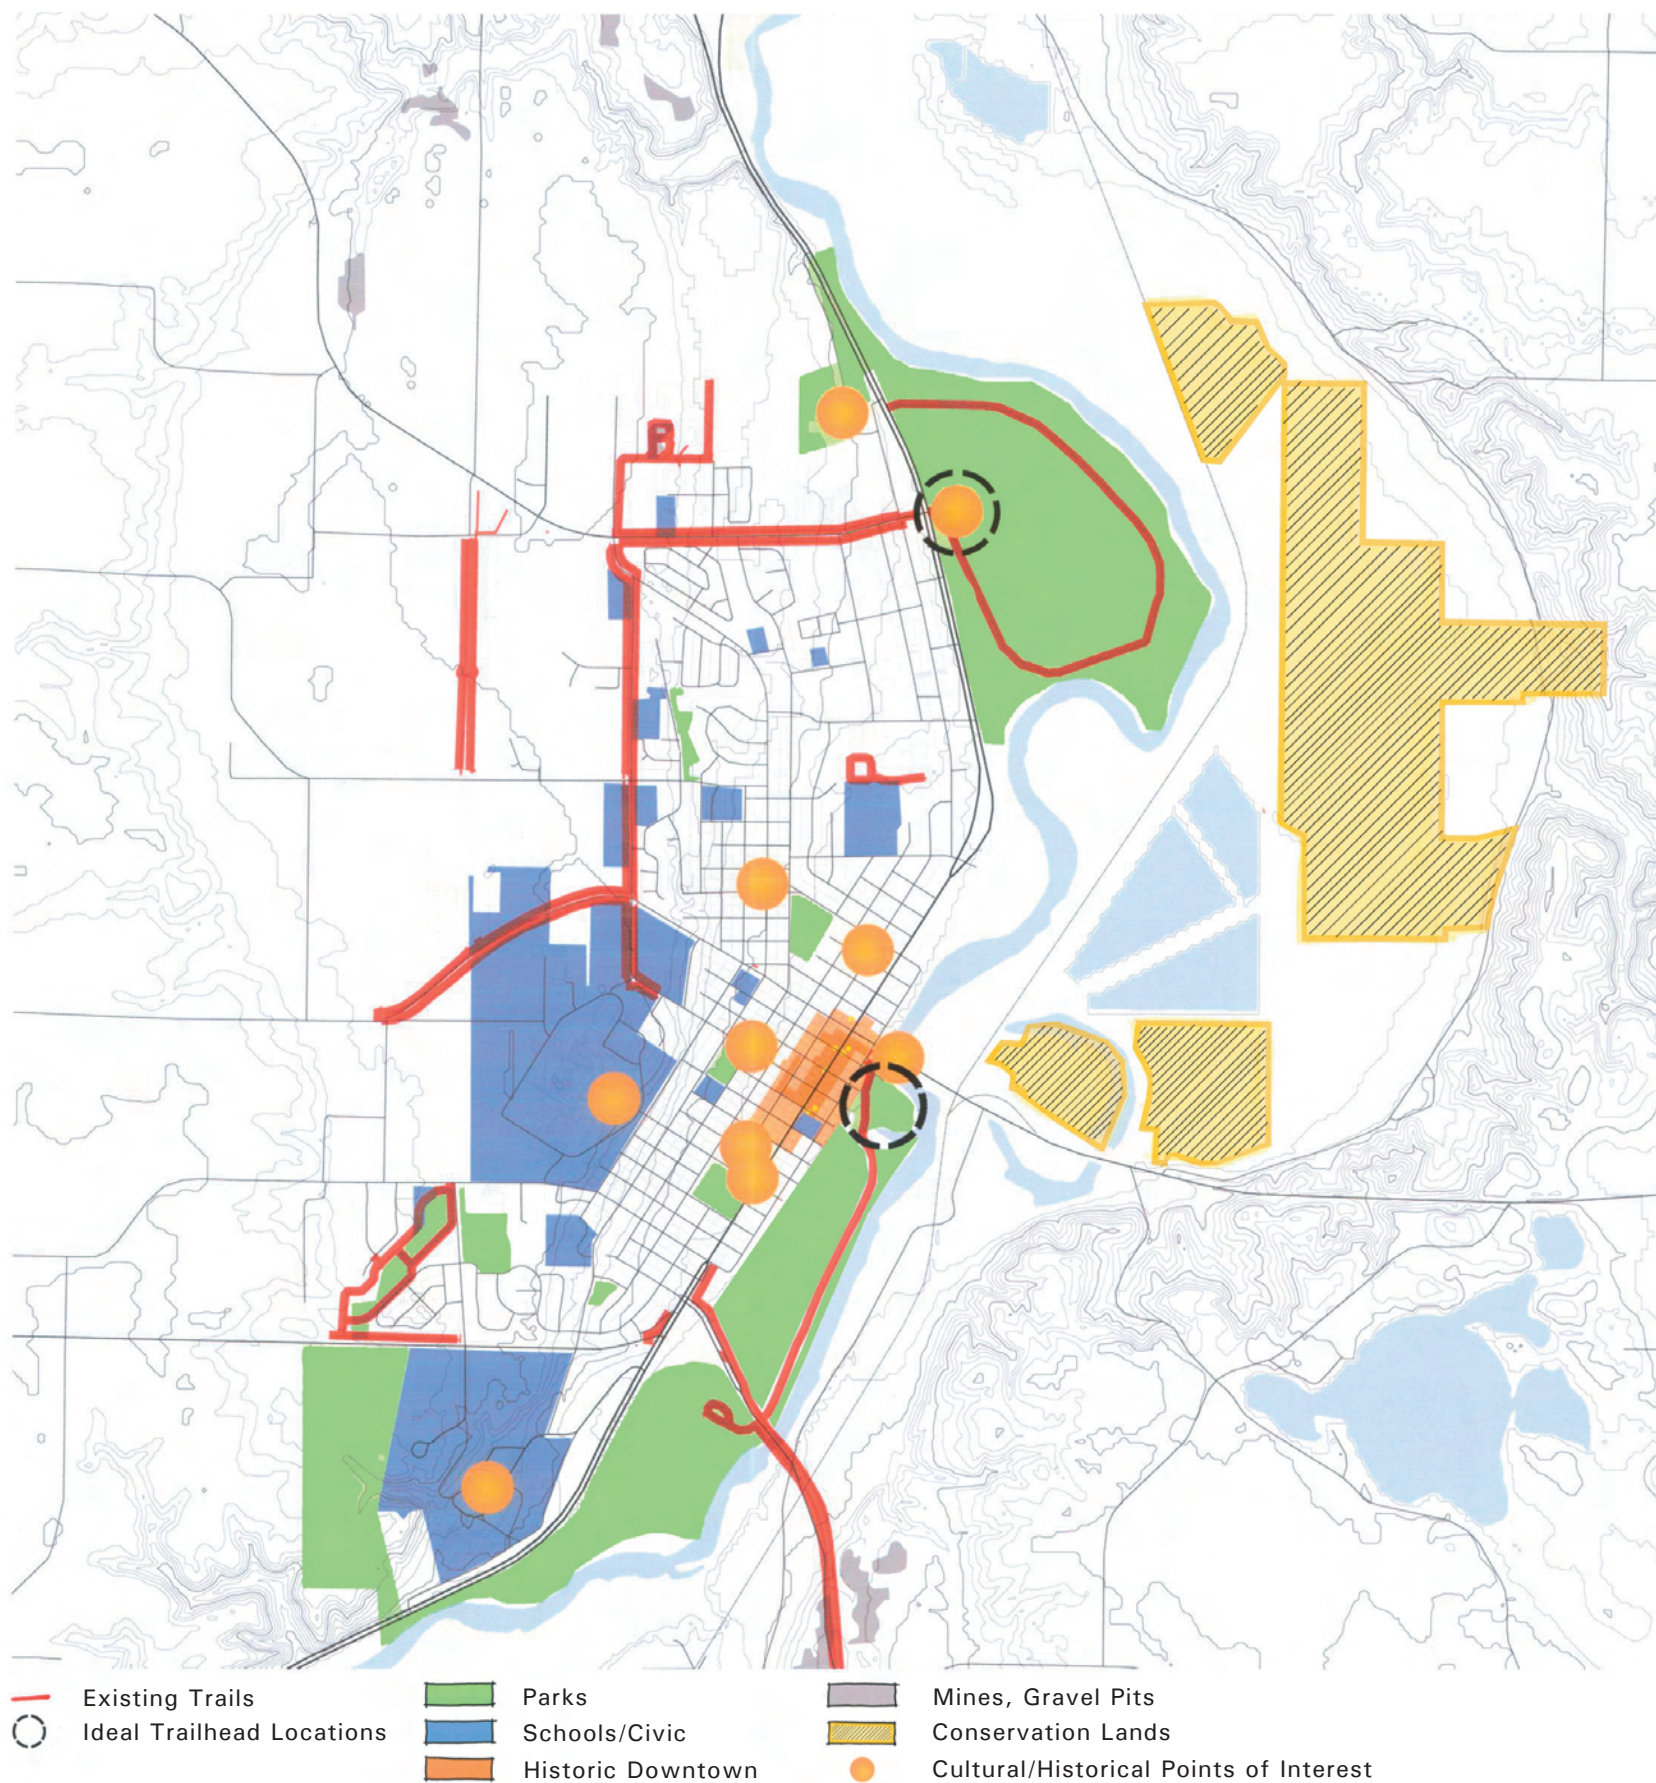 Existing Trails
Ideal Trailhead Locations
Parks
Schools/Civic
Historic Downtown
Mines, Gravel Pits
Conservation Lands
Cultural/Historical Points of Interest